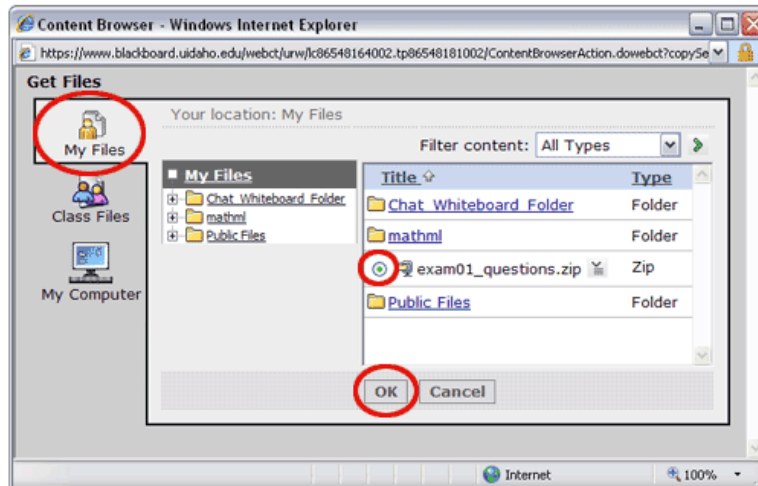 Content Browser - Windows Internet Explorer
https://www.blackboard.uidaho.edu/webct/urw/lc86548164002.tp86548181002/ContentBrowserAction.dowebct?copySe
Get Files
My Files
Class Files
My Computer
Your location: My Files
Filter content: All Types
My Files
Chat_Whiteboard_Folder
mathml
Public Files
Title Type
Chat_Whiteboard_Folder Folder
mathml Folder
exam01_questions.zip Zip
Public Files Folder
OK Cancel
Internet 100%